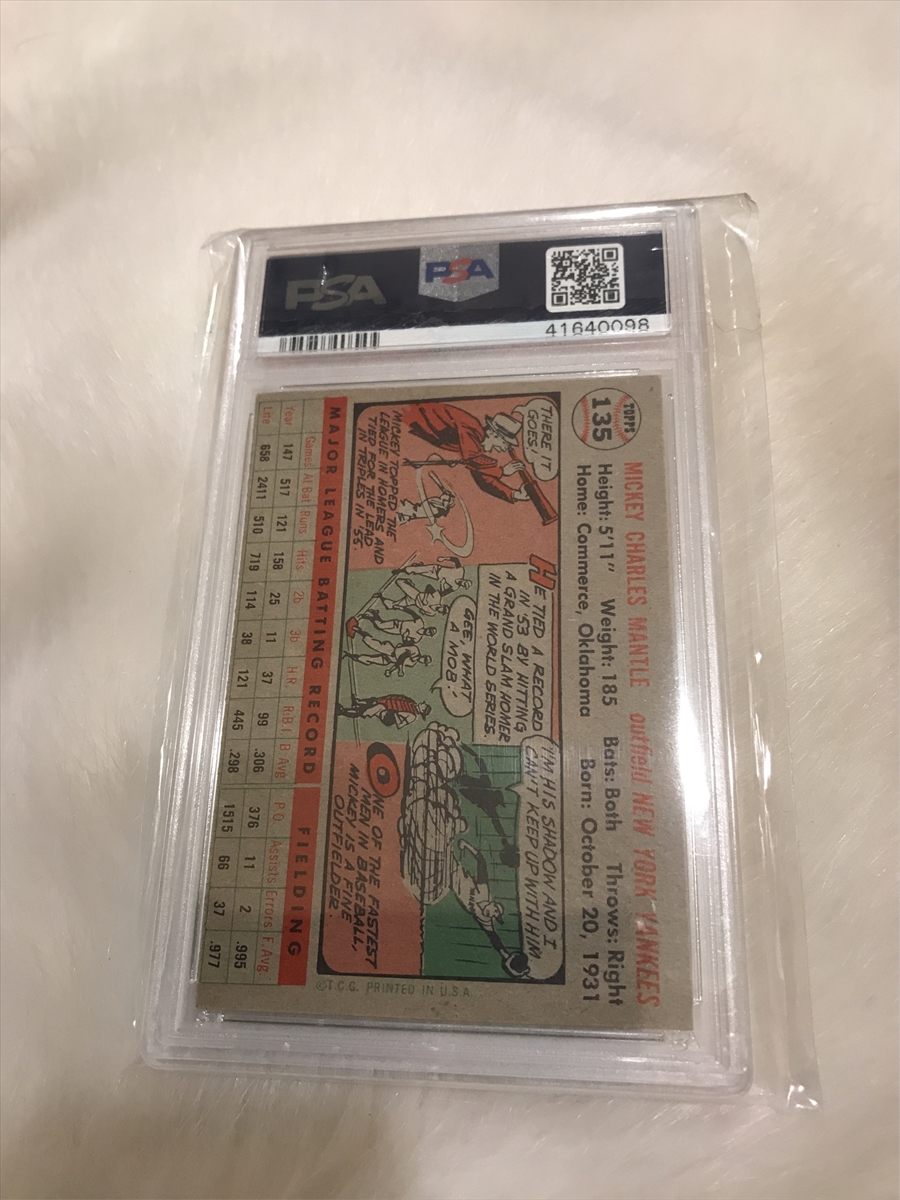 PSA
PSA
41640098
TOPPS
135
MICKEY CHARLES MANTLE outfield NEW YORK YANKEES
Height: 5'11" Weight: 185 Bats: Both Throws: Right
Home: Commerce, Oklahoma Born: October 20, 1931
THERE IT
GOES!
MICKEY TOPPED THE
LEAGUE IN HOMERS AND
TIED FOR THE LEAD
IN TRIPLES IN '55.
HE TIED A RECORD
IN '53 BY HITTING
A GRAND SLAM HOMER
IN THE WORLD SERIES.
GEE, WHAT
A MOB!
I'M HIS SHADOW AND I
CAN'T KEEP UP WITH HIM
ONE OF THE FASTEST
MEN IN BASEBALL,
MICKEY IS A FINE
OUTFIELDER.
MAJOR LEAGUE BATTING RECORD FIELDING
Games At Bat Runs Hits 2b 3b H.R. R.B.I. B. Avg. P.O. Assists Errors F. Avg.
Year 147 517 121 158 25 11 37 99 .306 376 11 2 .995
Life 658 2411 510 719 114 38 121 445 .298 1515 66 37 .977
©T.C.G. PRINTED IN U.S.A.